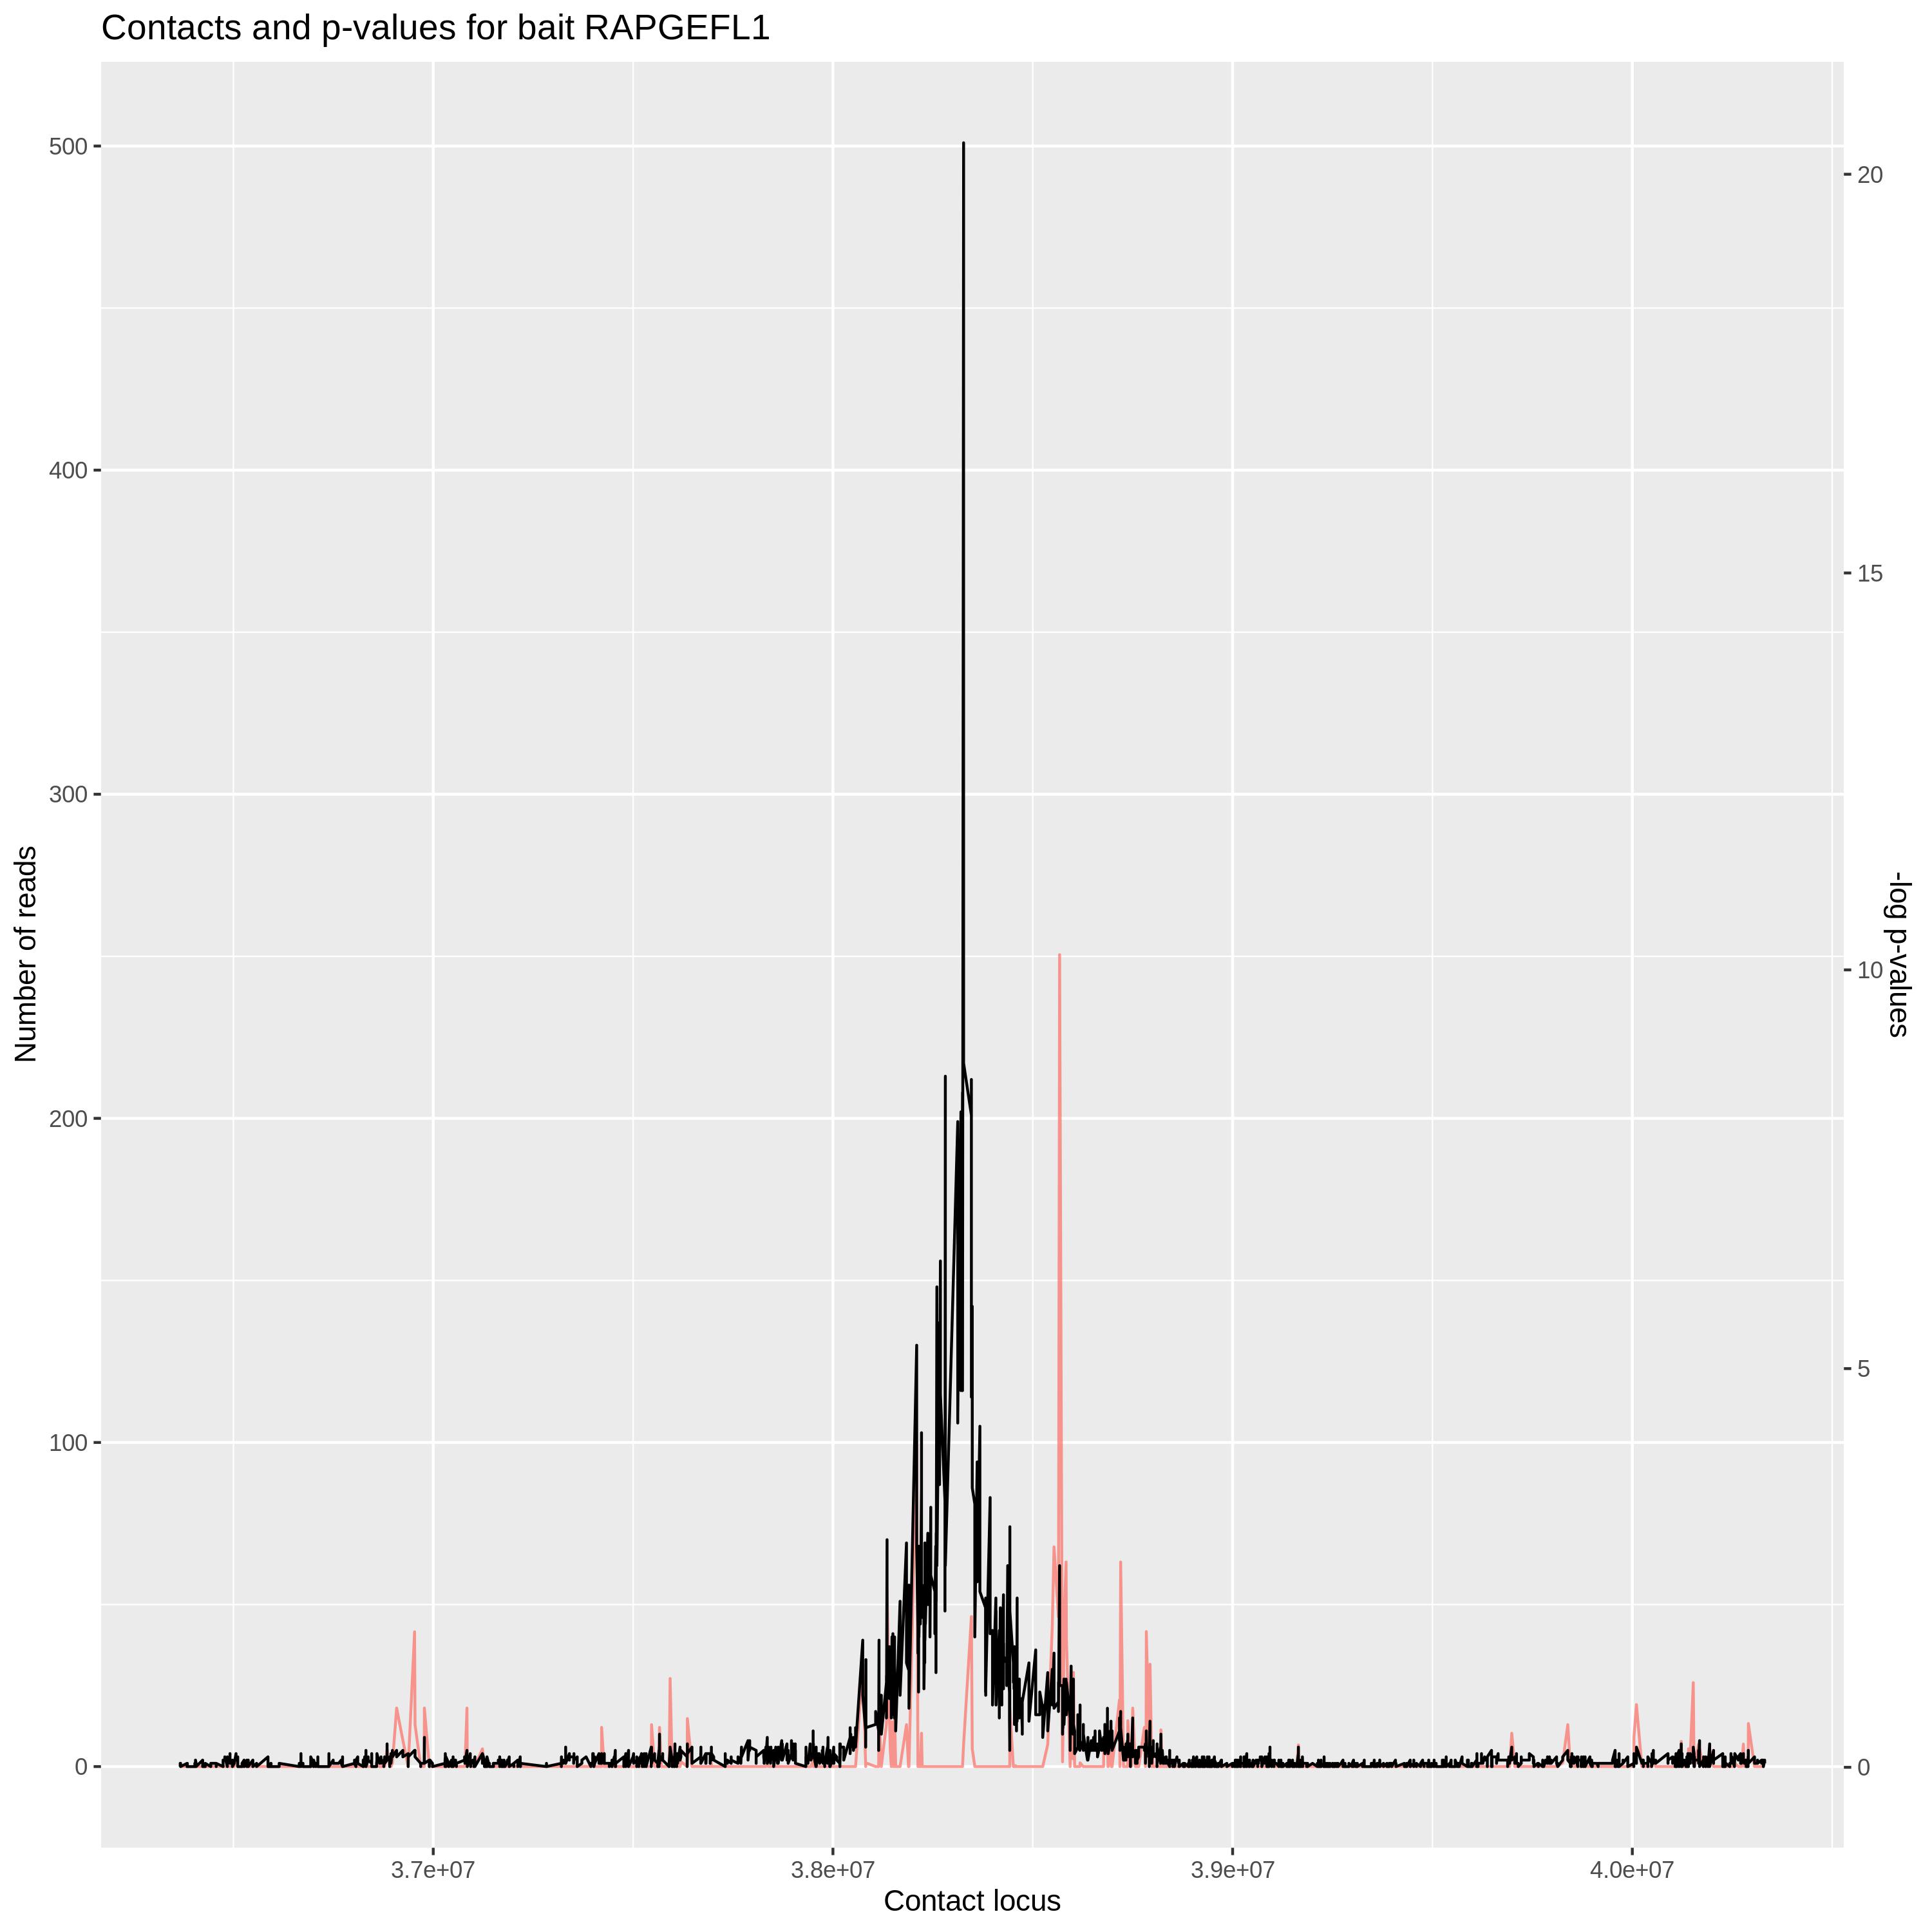 Contacts and p-values for bait RAPGEFL1
500
400
300
200
100
0
Number of reads
20
15
10
5
0
-log p-values
3.7e+07
3.8e+07
3.9e+07
4.0e+07
Contact locus